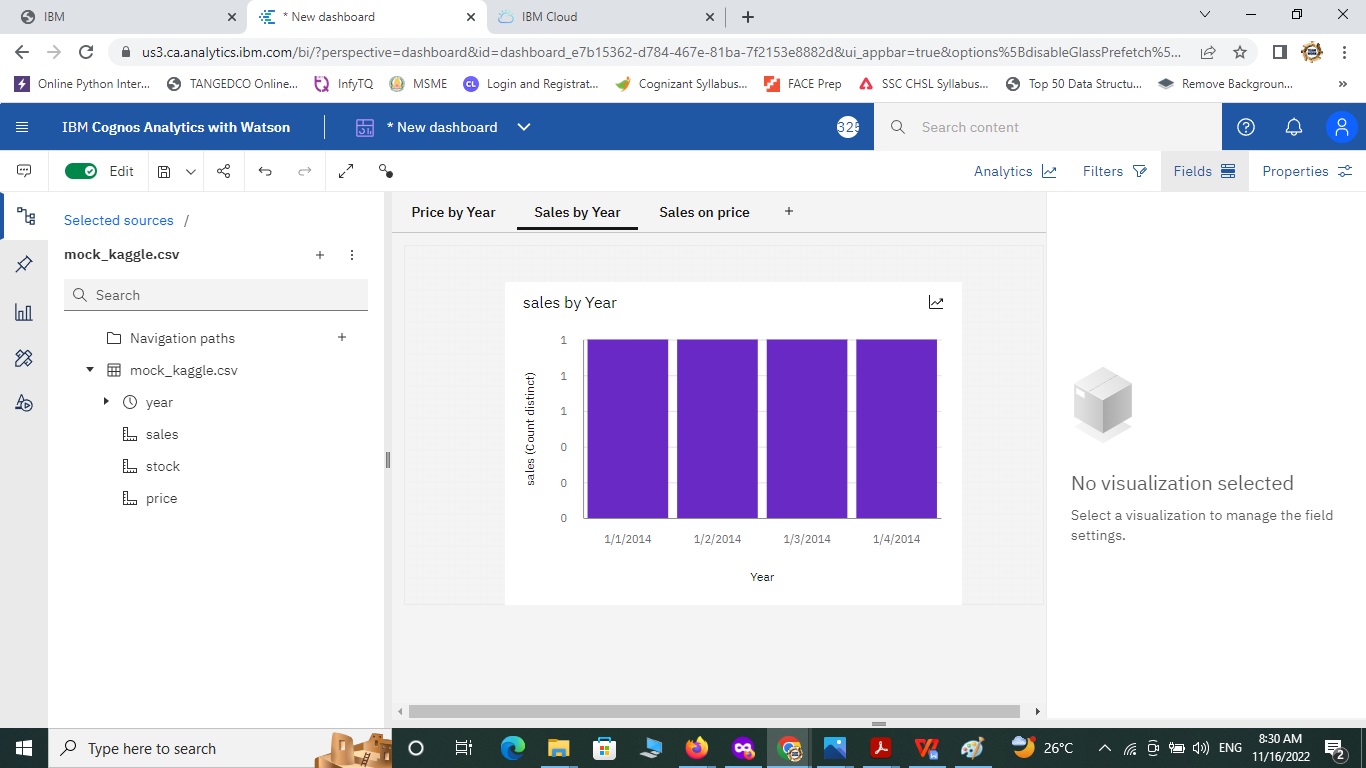 IBM
* New dashboard
IBM Cloud
us3.ca.analytics.ibm.com/bi/?perspective=dashboard&id=dashboard_e7b15362-d784-467e-81ba-7f2153e8882d&ui_appbar=true&options%5BdisableGlassPrefetch%5...
Online Python Inter...
TANGEDCO Online...
InfyTQ
MSME
CL Login and Registrat...
Cognizant Syllabus...
FACE Prep
SSC CHSL Syllabus...
Top 50 Data Structu...
Remove Backgroun...
»
IBM Cognos Analytics with Watson
* New dashboard
325
Search content
Edit
Analytics
Filters
Fields
Properties
Selected sources /
mock_kaggle.csv
Search
Navigation paths
mock_kaggle.csv
year
sales
stock
price
Price by Year
Sales by Year
Sales on price
sales by Year
sales (Count distinct)
1
1
1
0
0
0
1/1/2014
1/2/2014
1/3/2014
1/4/2014
Year
No visualization selected
Select a visualization to manage the field
settings.
Type here to search
26°C
ENG
8:30 AM
11/16/2022
2